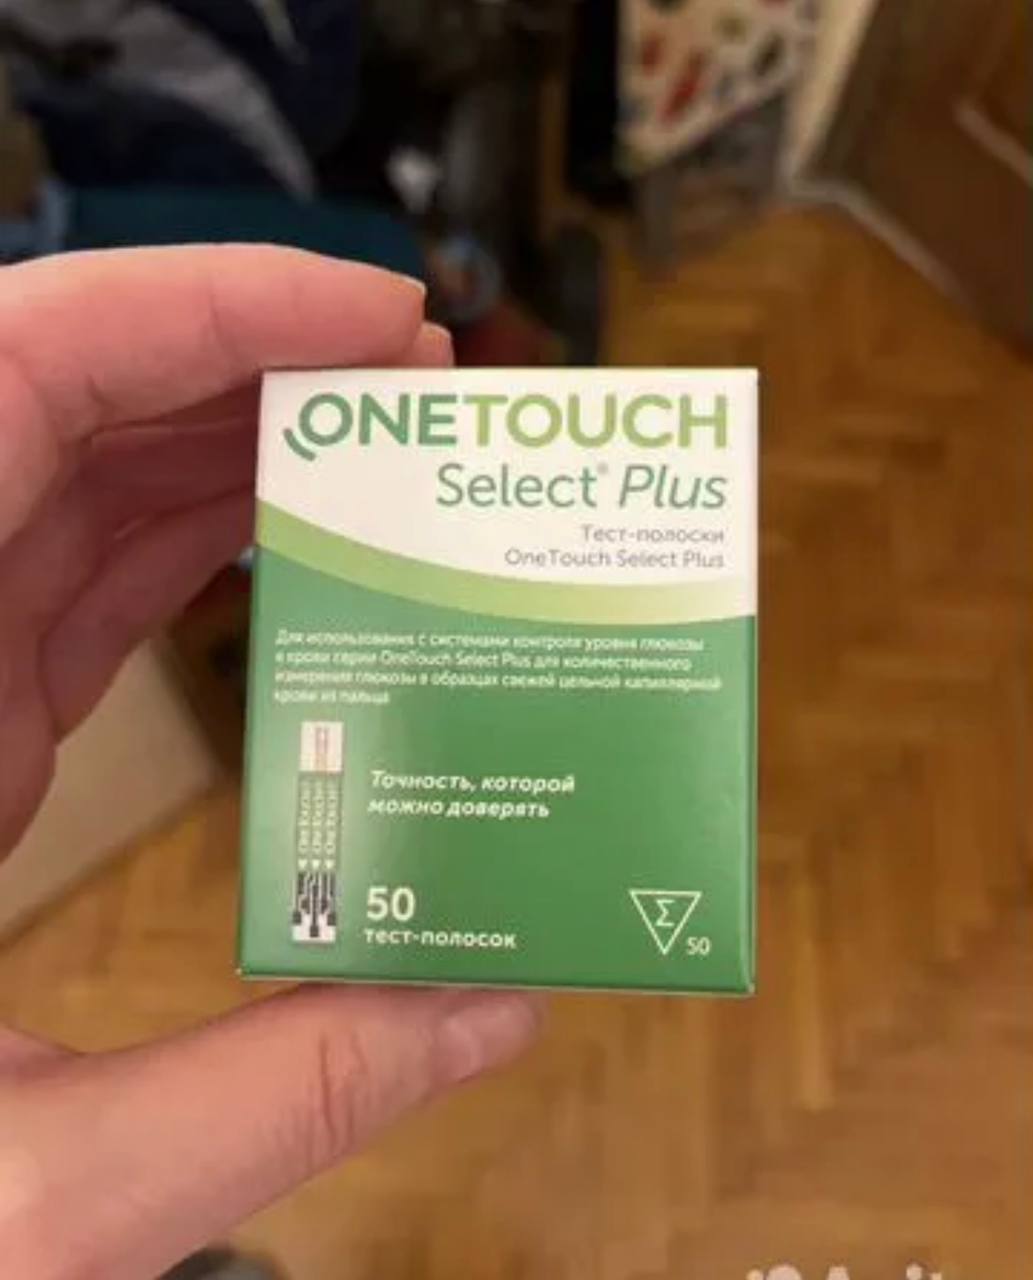 ONETOUCH
Select® Plus
Тест-полоски
OneTouch Select Plus
Для использования с системами контроля уровня глюкозы
в крови серии OneTouch Select Plus для количественного
измерения глюкозы в образцах свежей цельной капиллярной
крови из пальца
Точность, которой
можно доверять
50
тест-полосок
Σ
50